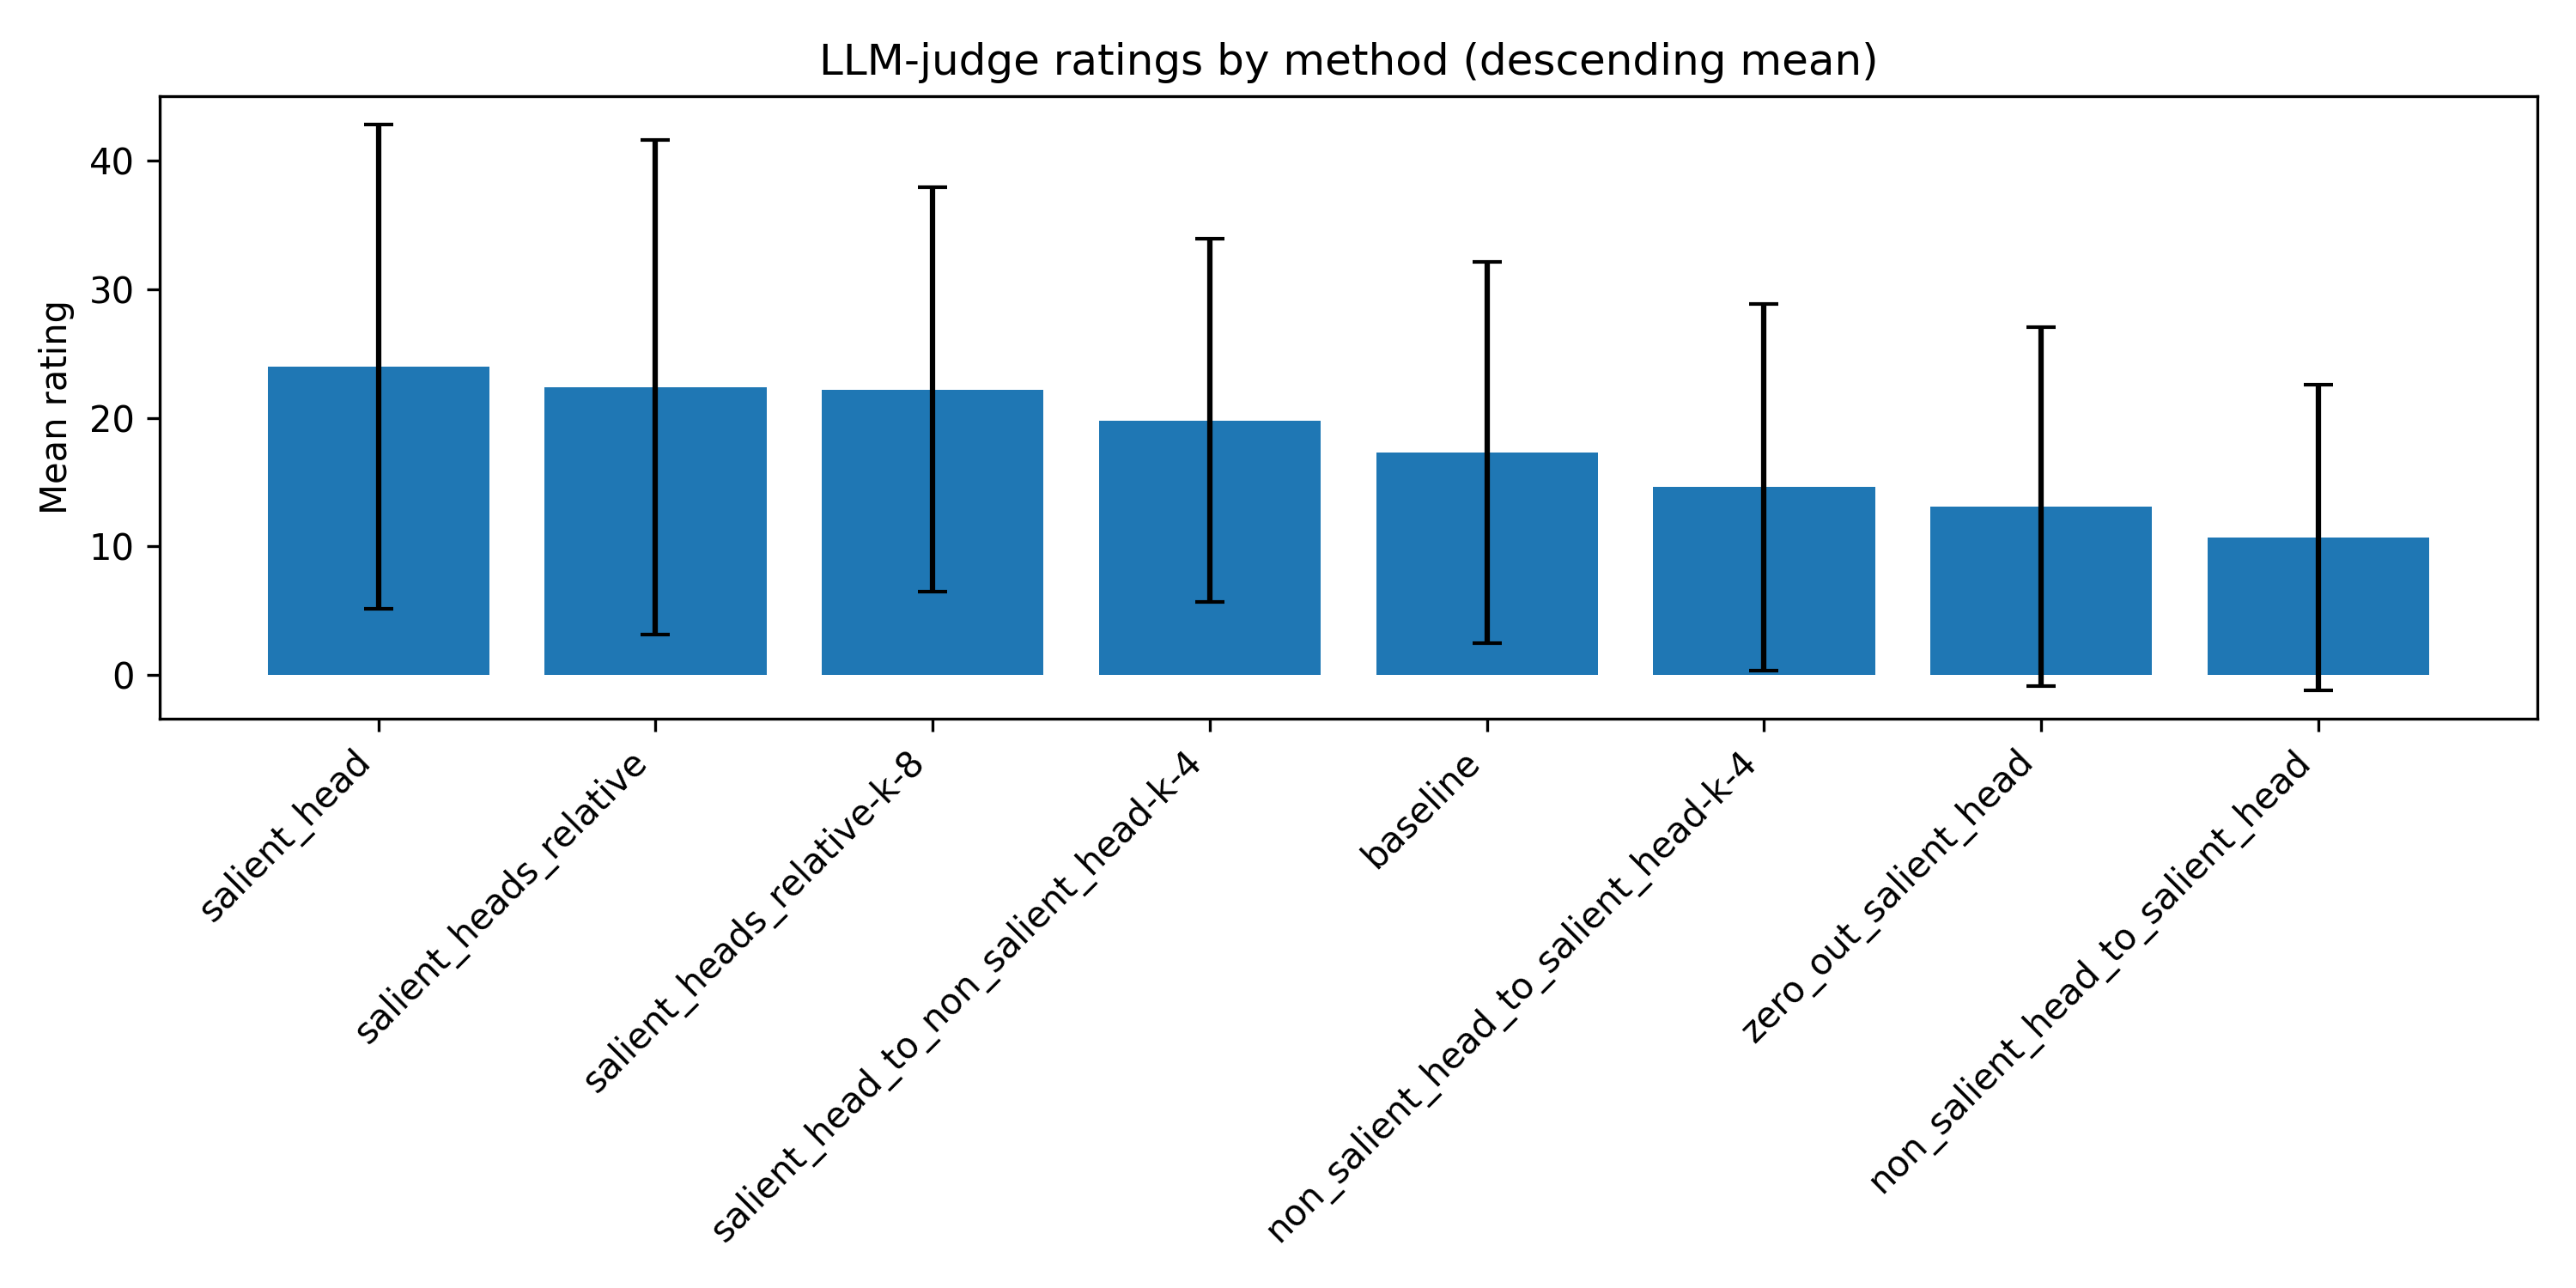 LLM-judge ratings by method (descending mean)
Mean rating
40
30
20
10
0
salient_head
salient_heads_relative
salient_heads_relative-k-8
salient_head_to_non_salient_head-k-4
baseline
non_salient_head_to_salient_head-k-4
zero_out_salient_head
non_salient_head_to_salient_head